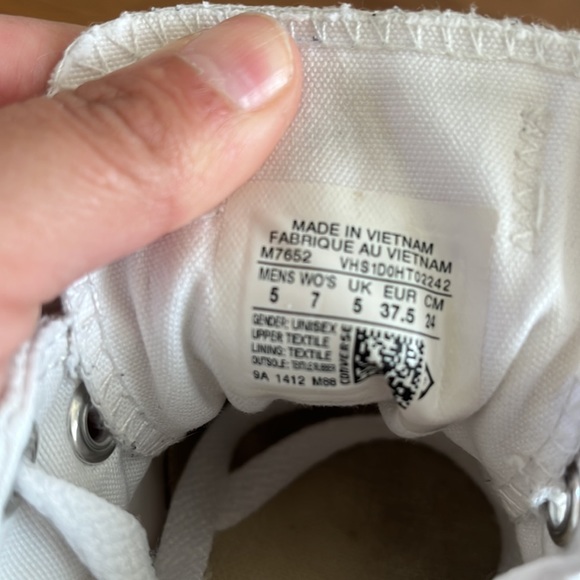 MADE IN VIETNAM
FABRIQUE AU VIETNAM
M7652 VHS1D0HT02242
MENS WO'S UK EUR CM
5 7 5 37.5 24
GENDER: UNISEX
UPPER TEXTILE
LINING: TEXTILE
OUTSOLE: TEXTILE/RUBBER
9A 1412 M66
CONVERSE